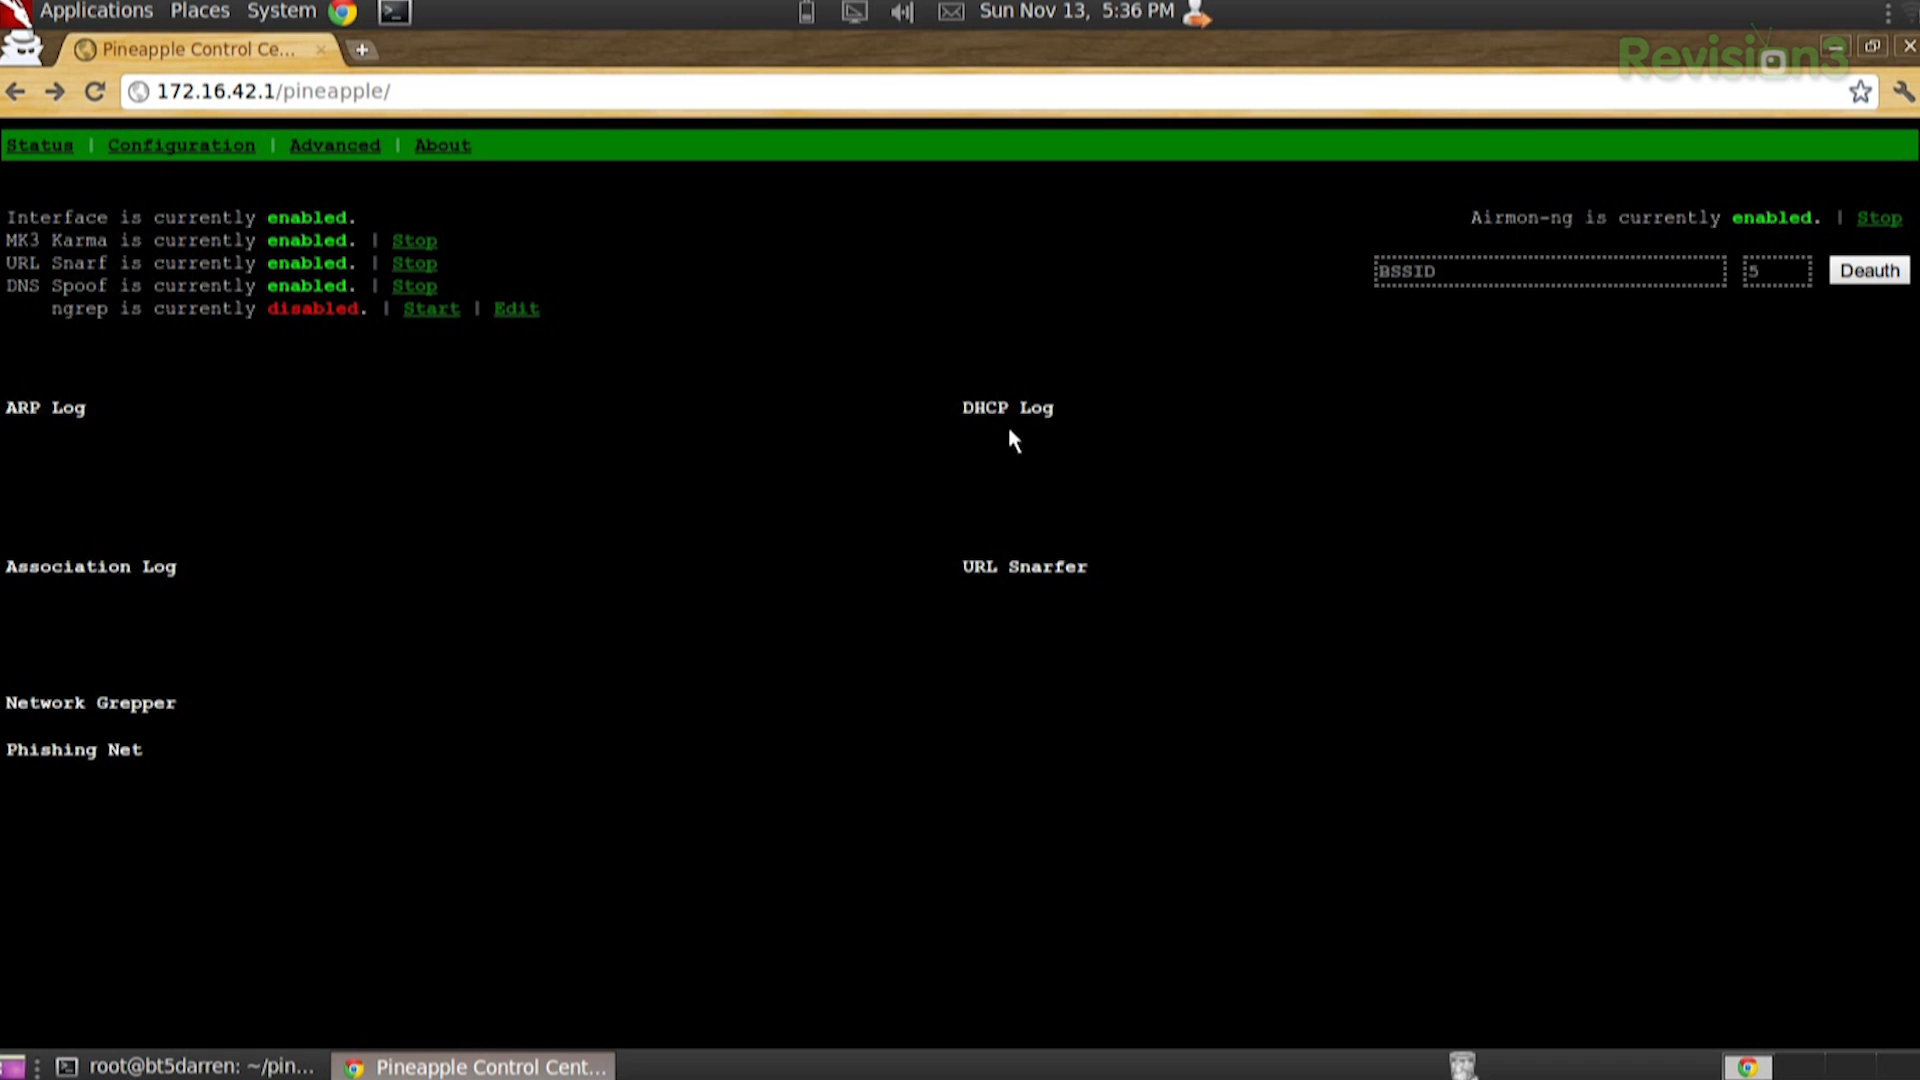 Applications Places System Sun Nov 13, 5:36 PM
Pineapple Control Ce...
Revision3
172.16.42.1/pineapple/
Status | Configuration | Advanced | About
Interface is currently enabled.
Airmon-ng is currently enabled. | Stop
MK3 Karma is currently enabled. | Stop
URL Snarf is currently enabled. | Stop
BSSID 5 Deauth
DNS Spoof is currently enabled. | Stop
ngrep is currently disabled. | Start | Edit
ARP Log
DHCP Log
Association Log
URL Snarfer
Network Grepper
Phishing Net
root@bt5darren: ~/pin... Pineapple Control Cent...